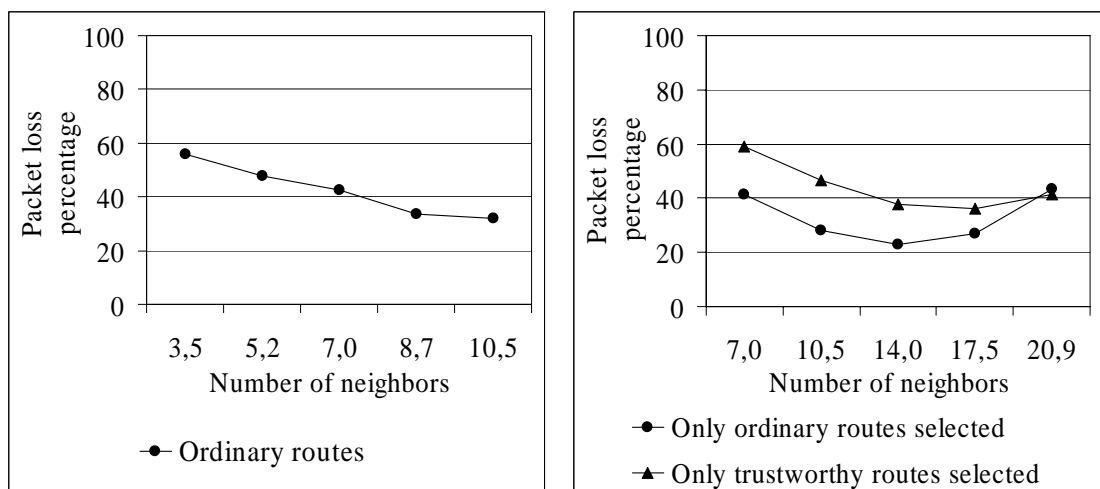 100
80
60
40
20
0
Packet loss
percentage
3,5 5,2 7,0 8,7 10,5
Number of neighbors
Ordinary routes
100
80
60
40
20
0
Packet loss
percentage
7,0 10,5 14,0 17,5 20,9
Number of neighbors
Only ordinary routes selected
Only trustworthy routes selected